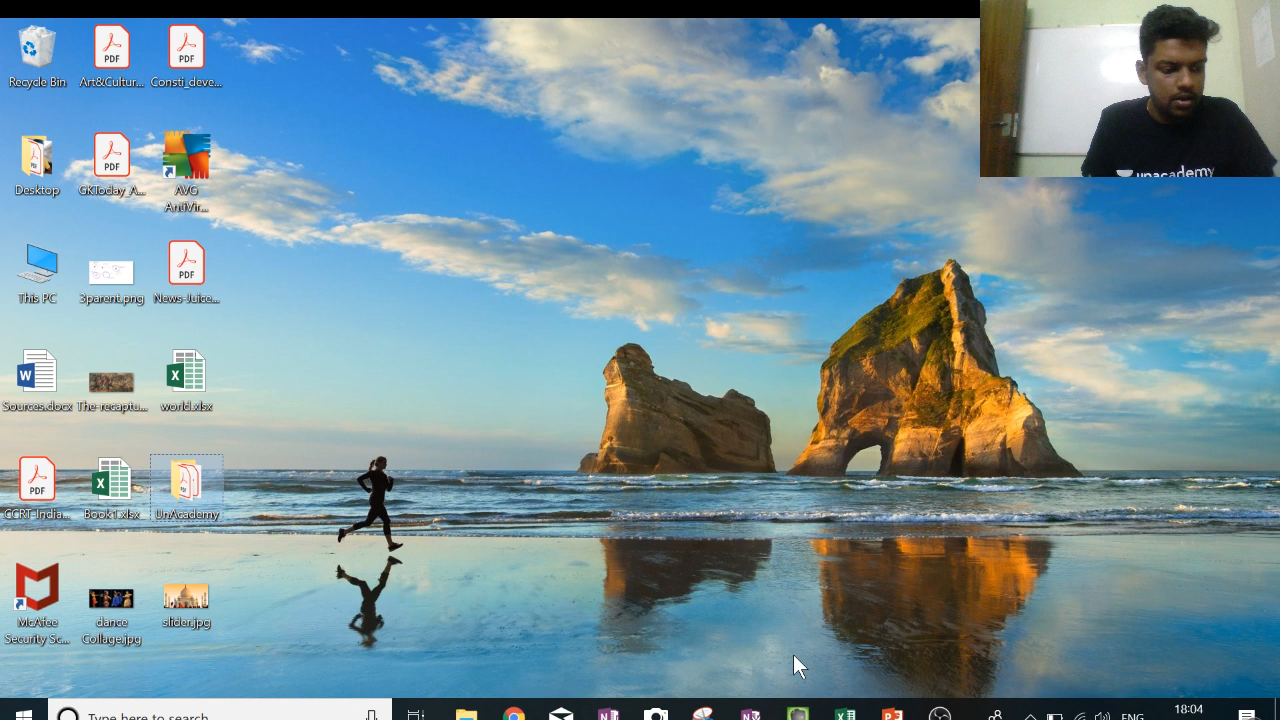 Recycle Bin
Art&Cultur...
Consti_deve...
Desktop
GKToday_A...
AVG
AntiVir...
This PC
3parent.png
News-Juice...
Sources.docx
The-recaptu...
world.xlsx
CCRT-India...
Book1.xlsx
UnAcademy
McAfee
Security Sc...
dance
Collage.jpg
slider.jpg
PDF
PDF
PDF
PDF
PDF
PDF
unacademy
Type here to search
ENG
18:04